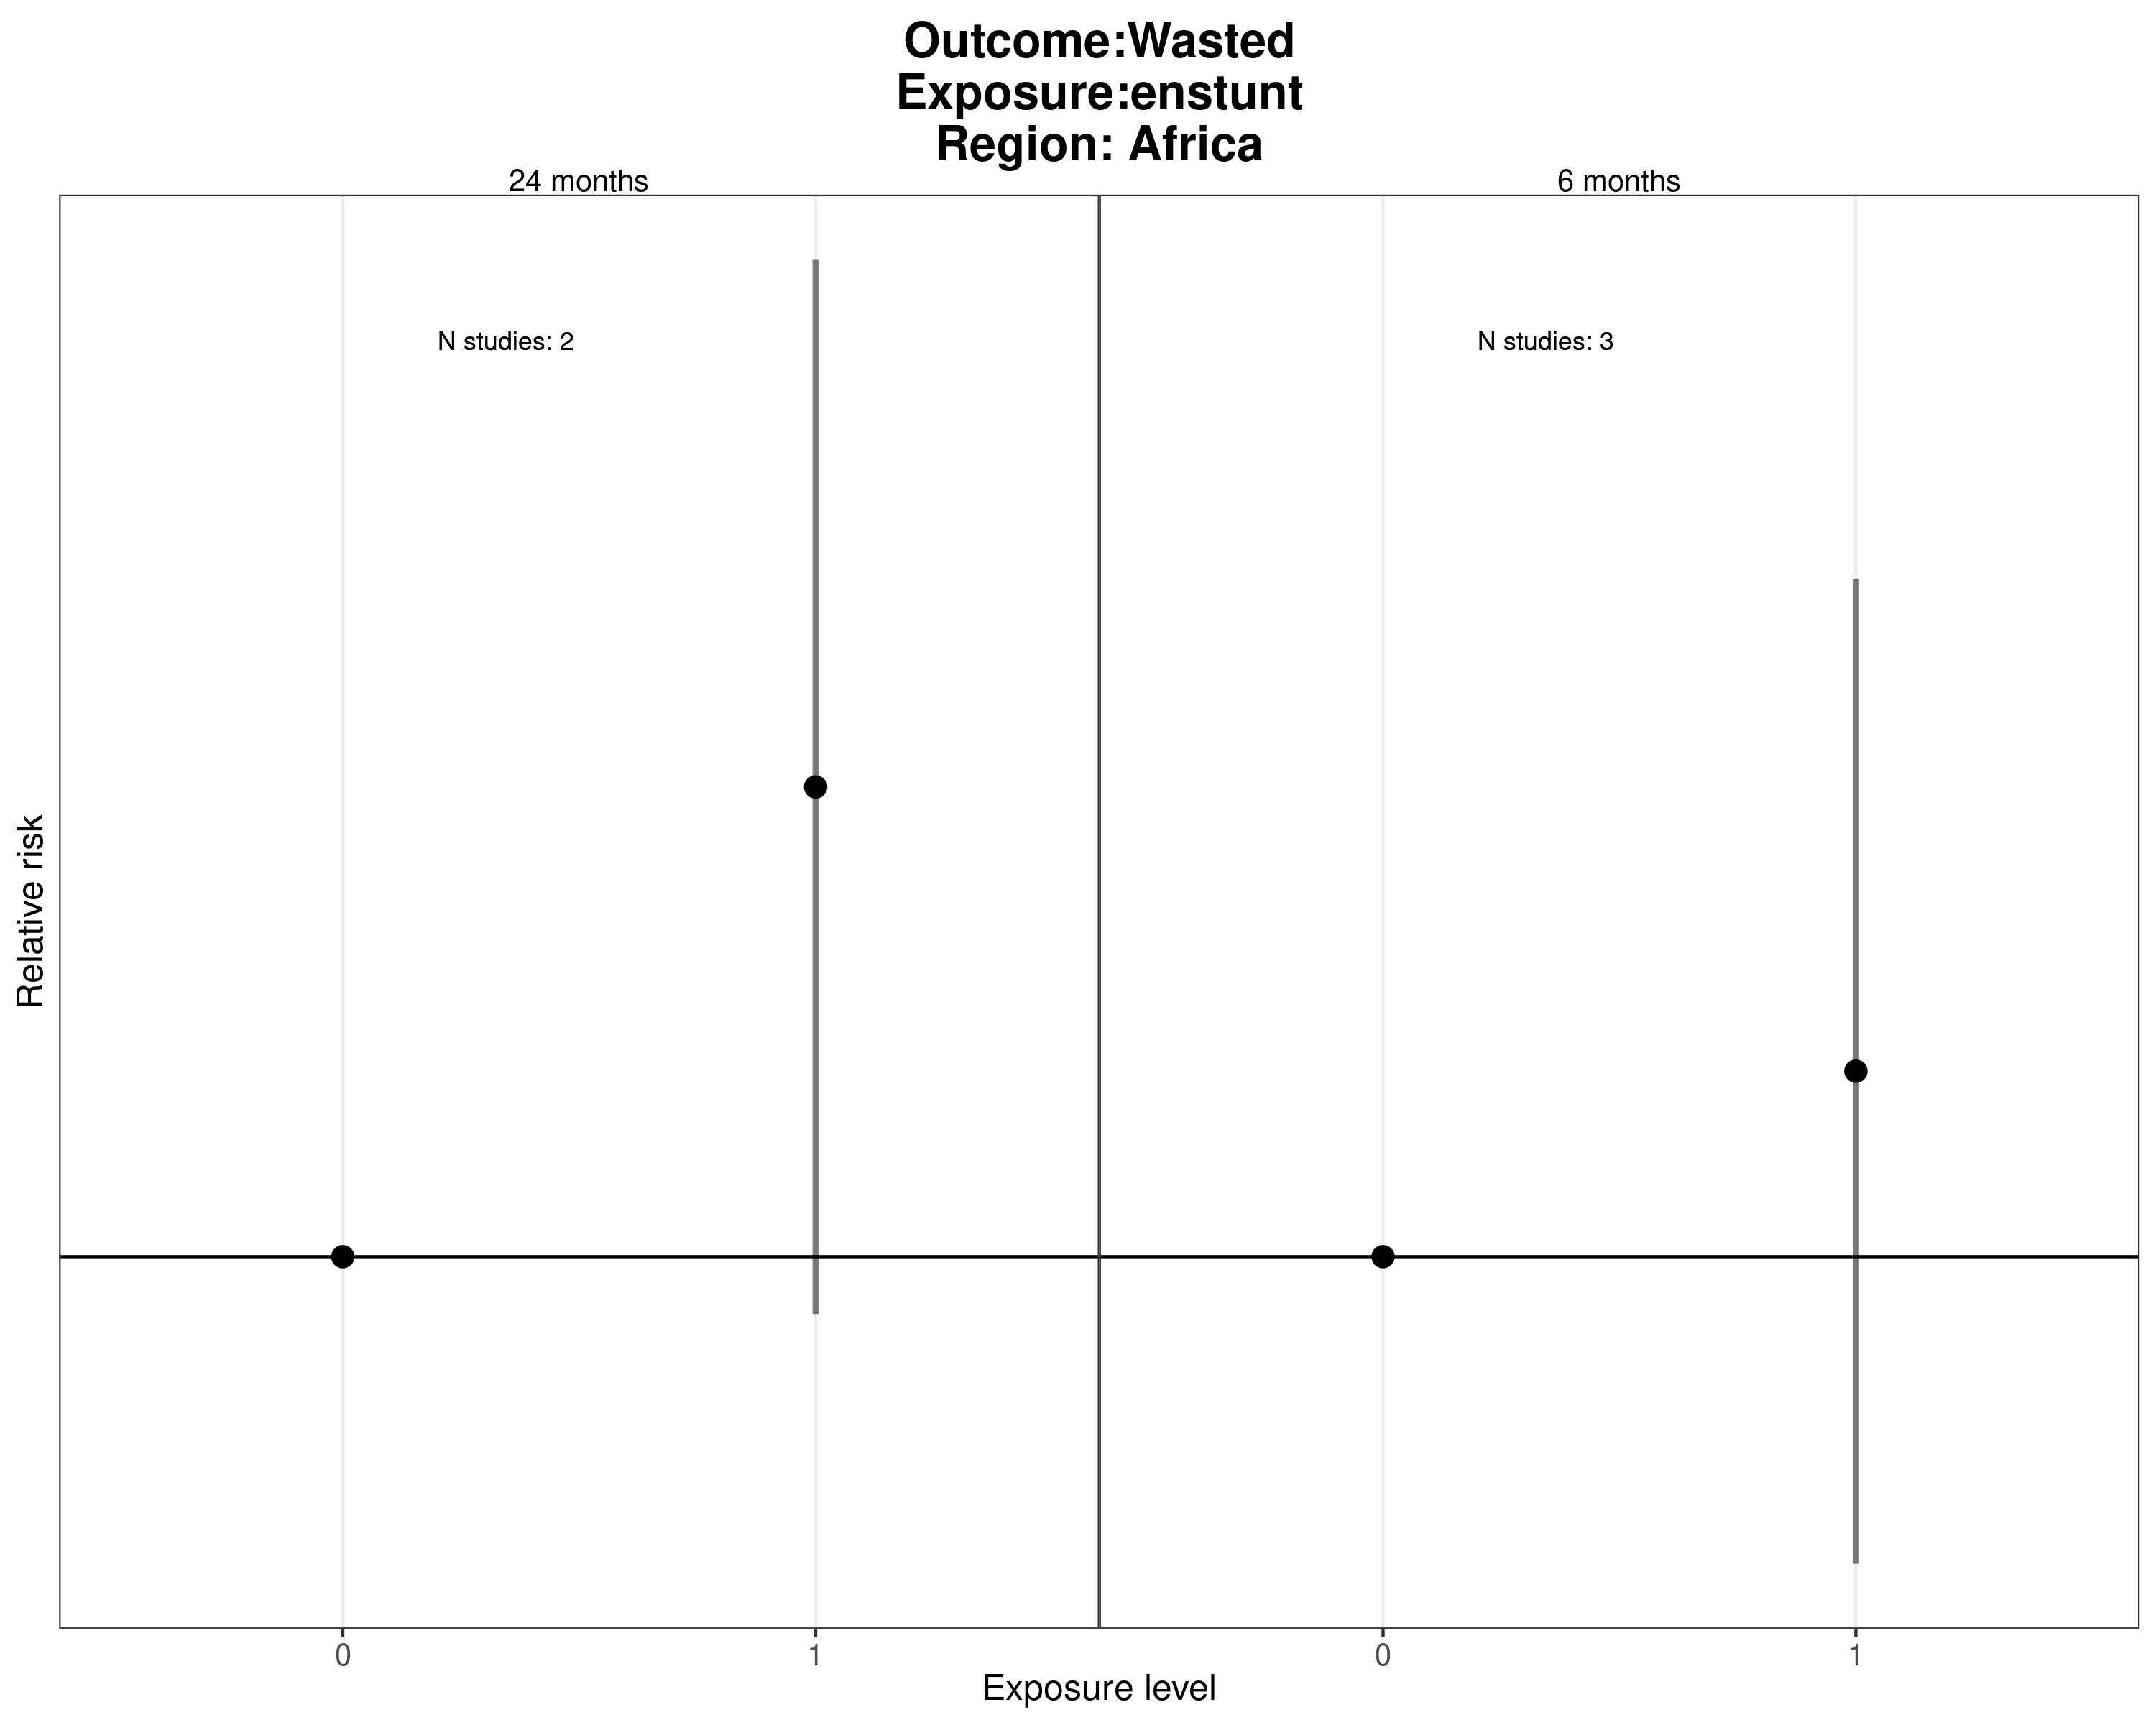 Outcome:Wasted
Exposure:enstunt
Region: Africa
24 months
6 months
N studies: 2
N studies: 3
Relative risk
0
1
0
1
Exposure level